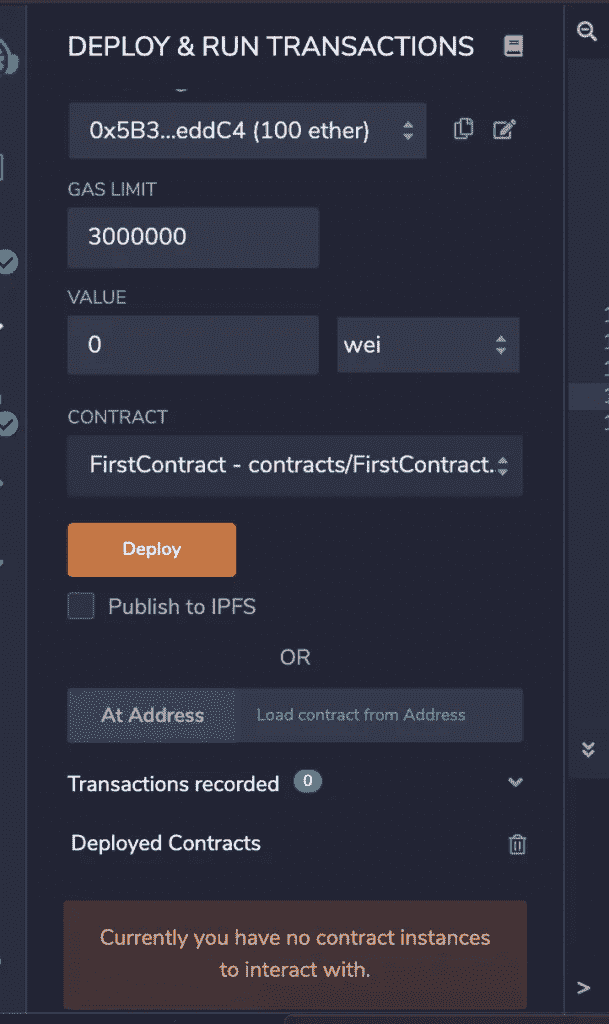 DEPLOY & RUN TRANSACTIONS
0x5B3...eddC4 (100 ether)
GAS LIMIT
3000000
VALUE
0 wei
CONTRACT
FirstContract - contracts/FirstContract.
Deploy
Publish to IPFS
OR
At Address Load contract from Address
Transactions recorded 0
Deployed Contracts
Currently you have no contract instances
to interact with.